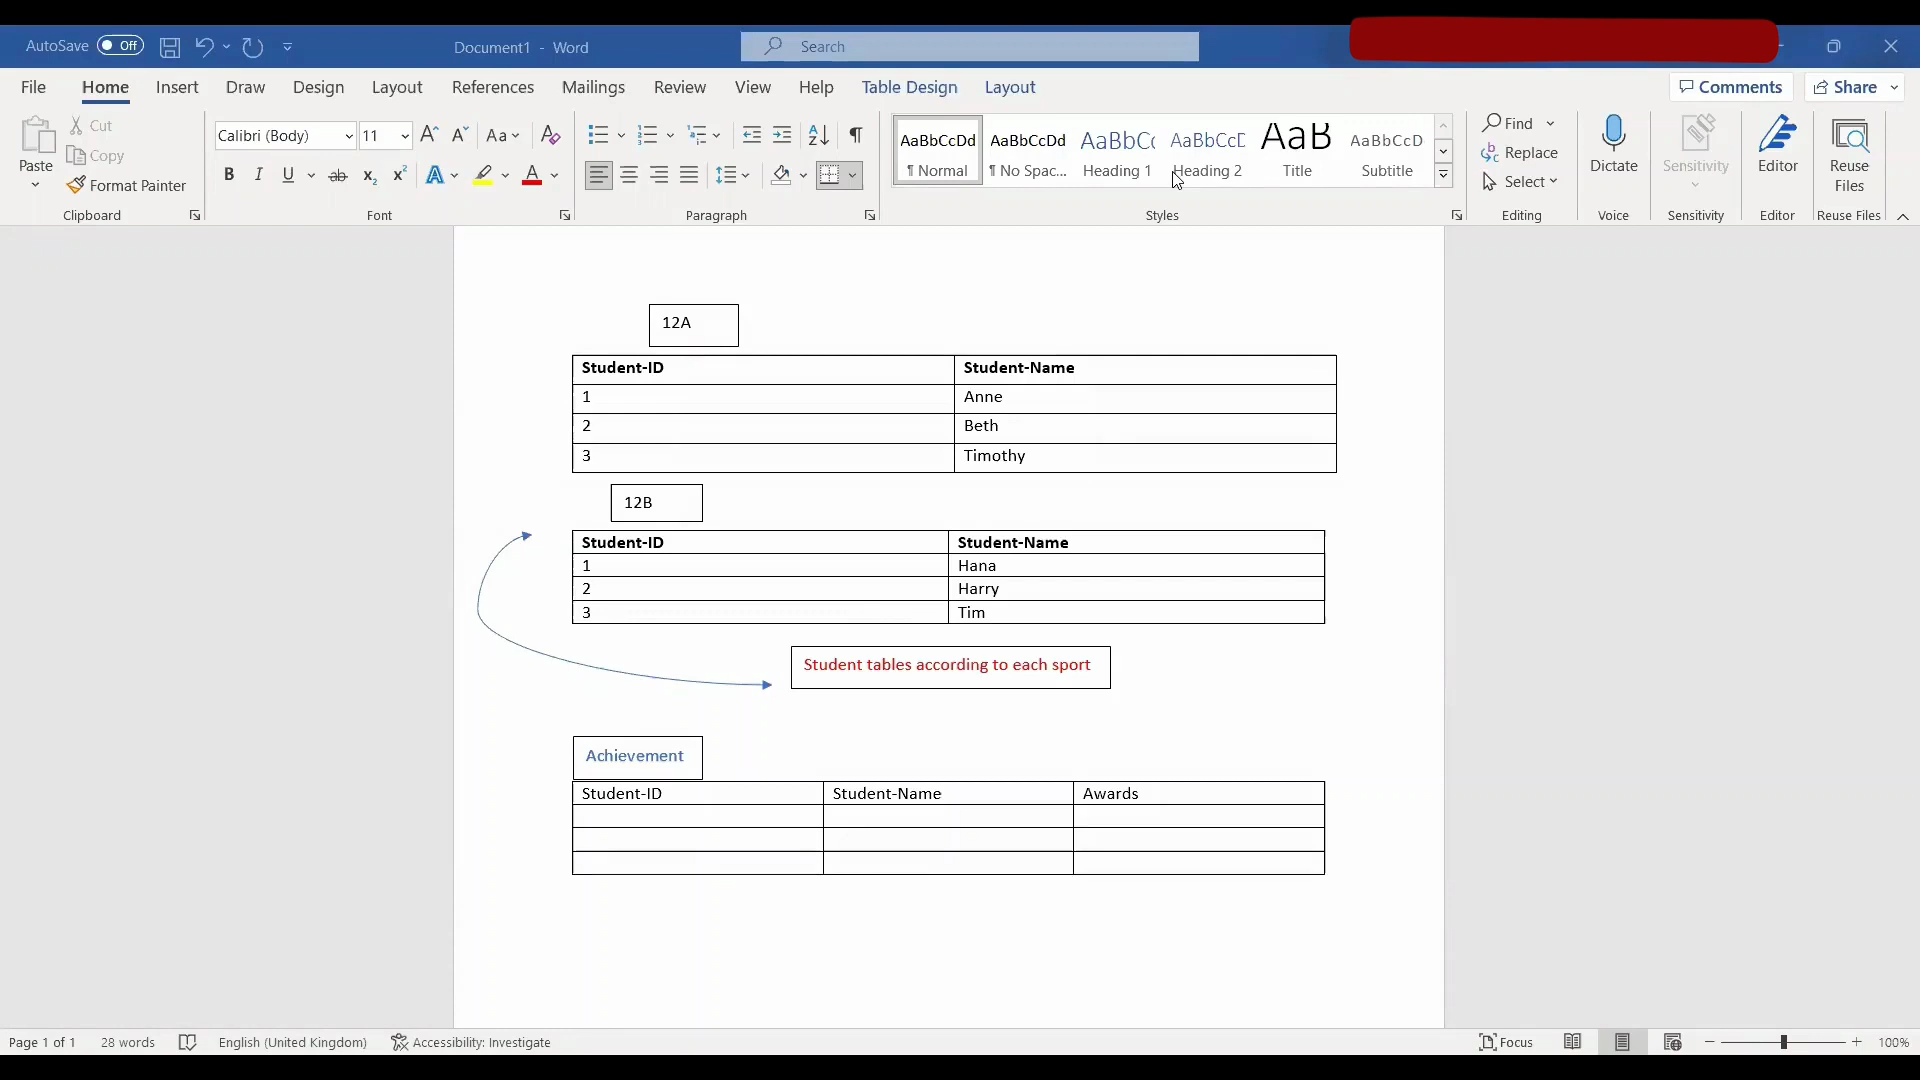 AutoSave Off Document1 - Word Search
File Home Insert Draw Design Layout References Mailings Review View Help Table Design Layout Comments Share
Paste Cut Copy Format Painter Clipboard
Calibri (Body) 11 Font
Paragraph
AaBbCcDd AaBbCcDd AaBbC AaBbCcD AaB AaBbCcD
¶ Normal ¶ No Spac... Heading 1 Heading 2 Title Subtitle
Styles
Find Replace Select Editing
Dictate Voice
Sensitivity Sensitivity
Editor Editor
Reuse Files Reuse Files
12A
Student-ID Student-Name
1 Anne
2 Beth
3 Timothy
12B
Student-ID Student-Name
1 Hana
2 Harry
3 Tim
Student tables according to each sport
Achievement
Student-ID Student-Name Awards
Page 1 of 1 28 words English (United Kingdom) Accessibility: Investigate Focus 100%